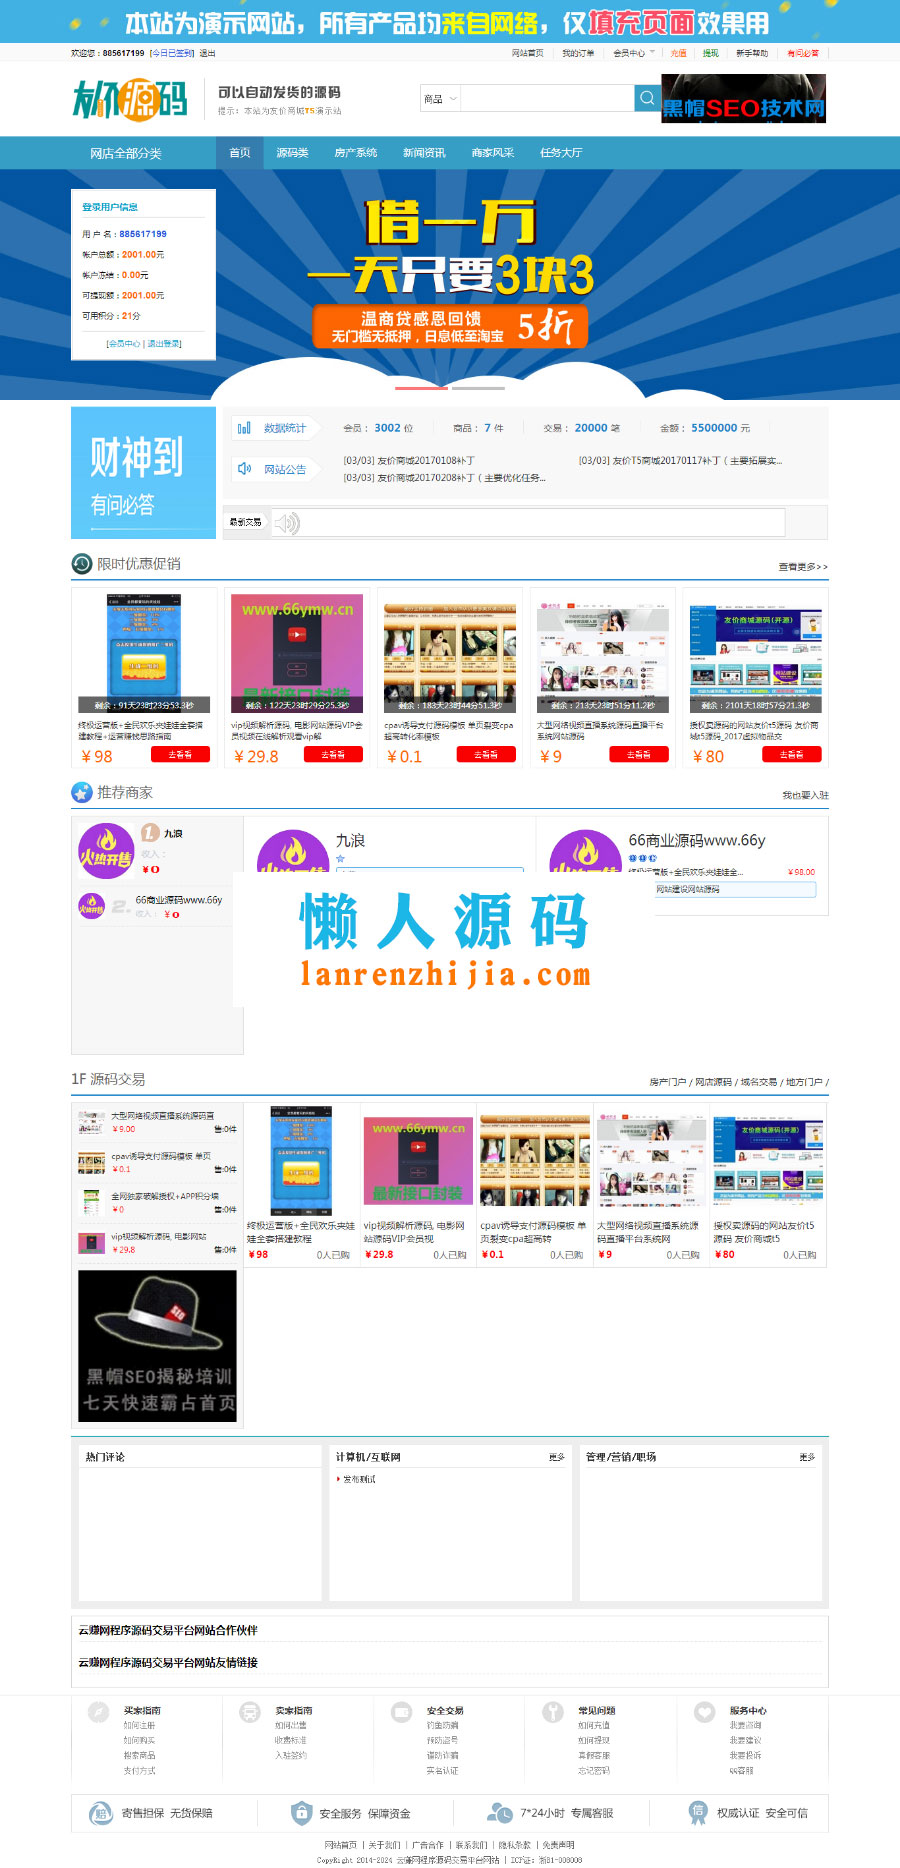 本站为演示网站，所有产品均来自网络，仅填充页面效果用
欢迎您：885617199 [今日已签到] 退出
网站首页 我的订单 会员中心 充值 提现 新手帮助 有问必答
友价源码
可以自动发货的源码
提示：本站为友价商城T5演示站
商品
黑帽SEO技术网
网店全部分类 首页 源码类 房产系统 新闻资讯 商家风采 任务大厅
登录用户信息
用 户 名：885617199
帐户总额：2001.00元
帐户冻结：0.00元
可提现额：2001.00元
可用积分：21分
[会员中心 | 退出登录]
借一万
一天只要3块3
温商贷感恩回馈
无门槛无抵押，日息低至淘宝 5折
财神到
有问必答
数据统计 会员：3002 位 商品：7 件 交易：20000 笔 金额：5500000 元
网站公告
[03/03] 友价商城20170108补丁 [03/03] 友价T5商城20170117补丁（主要拓展实...
[03/03] 友价商城20170208补丁（主要优化任务...
最新交易
限时优惠促销 查看更多>>
www.66ymw.cn
最新接口封装
友价商城源码(开源)
剩余：91天23时23分53.3秒
剩余：122天23时29分25.3秒
剩余：183天23时44分51.3秒
剩余：213天23时51分11.2秒
剩余：2101天18时57分21.3秒
终极运营版+全民欢乐夹娃娃全套搭建教程+运营赚钱思路指南
vip视频解析源码, 电影网站源码VIP会员视频在线解析观看vip解
cpav诱导支付源码模板 单页裂变cpa超高转化率模板
大型网络视频直播系统源码直播平台系统网站源码
授权卖源码的网站友价t5源码 友价商城t5源码_2017虚拟物品交
￥98 去看看
￥29.8 去看看
￥0.1 去看看
￥9 去看看
￥80 去看看
推荐商家 我也要入驻
火热开售
1. 九浪
收入：
￥0
火热开售
2. 66商业源码www.66y
收入：￥0
九浪
66商业源码www.66y
终极运营版+全民欢乐夹娃娃全... ￥98.00
网站建设网站源码
懒人源码
lanrenzhijia.com
1F 源码交易 房产门户 / 网店源码 / 域名交易 / 地方门户 /
大型网络视频直播系统源码直
￥9.00 售:0件
cpav诱导支付源码模板 单页
￥0.1 售:0件
全网独家破解授权+APP积分墙
￥0 售:0件
vip视频解析源码, 电影网站
￥29.8 售:0件
www.66ymw.cn
最新接口封装
友价商城源码(开源)
终极运营版+全民欢乐夹娃娃全套搭建教程
￥98 0人已购
vip视频解析源码, 电影网站源码VIP会员视
￥29.8 0人已购
cpav诱导支付源码模板 单页裂变cpa超高转
￥0.1 0人已购
大型网络视频直播系统源码直播平台系统网
￥9 0人已购
授权卖源码的网站友价t5源码 友价商城t5
￥80 0人已购
SEO
黑帽SEO揭秘培训
七天快速霸占首页
热门评论
计算机/互联网 更多
发布测试
管理/营销/职场 更多
云赚网程序源码交易平台网站合作伙伴
云赚网程序源码交易平台网站友情链接
买家指南
如何注册
如何购买
搜索商品
支付方式
卖家指南
如何出售
收费标准
入驻签约
安全交易
钓鱼防骗
预防盗号
谨防诈骗
实名认证
常见问题
如何充值
如何提现
真假客服
忘记密码
服务中心
我要咨询
我要建议
我要投诉
QQ客服
赔 寄售担保 无货保赔
安全服务 保障资金
7*24小时 专属客服
信 权威认证 安全可信
网站首页 | 关于我们 | 广告合作 | 联系我们 | 隐私条款 | 免责声明
CopyRight 2014-2024 云赚网程序源码交易平台网站 | ICP证：浙B1-008008